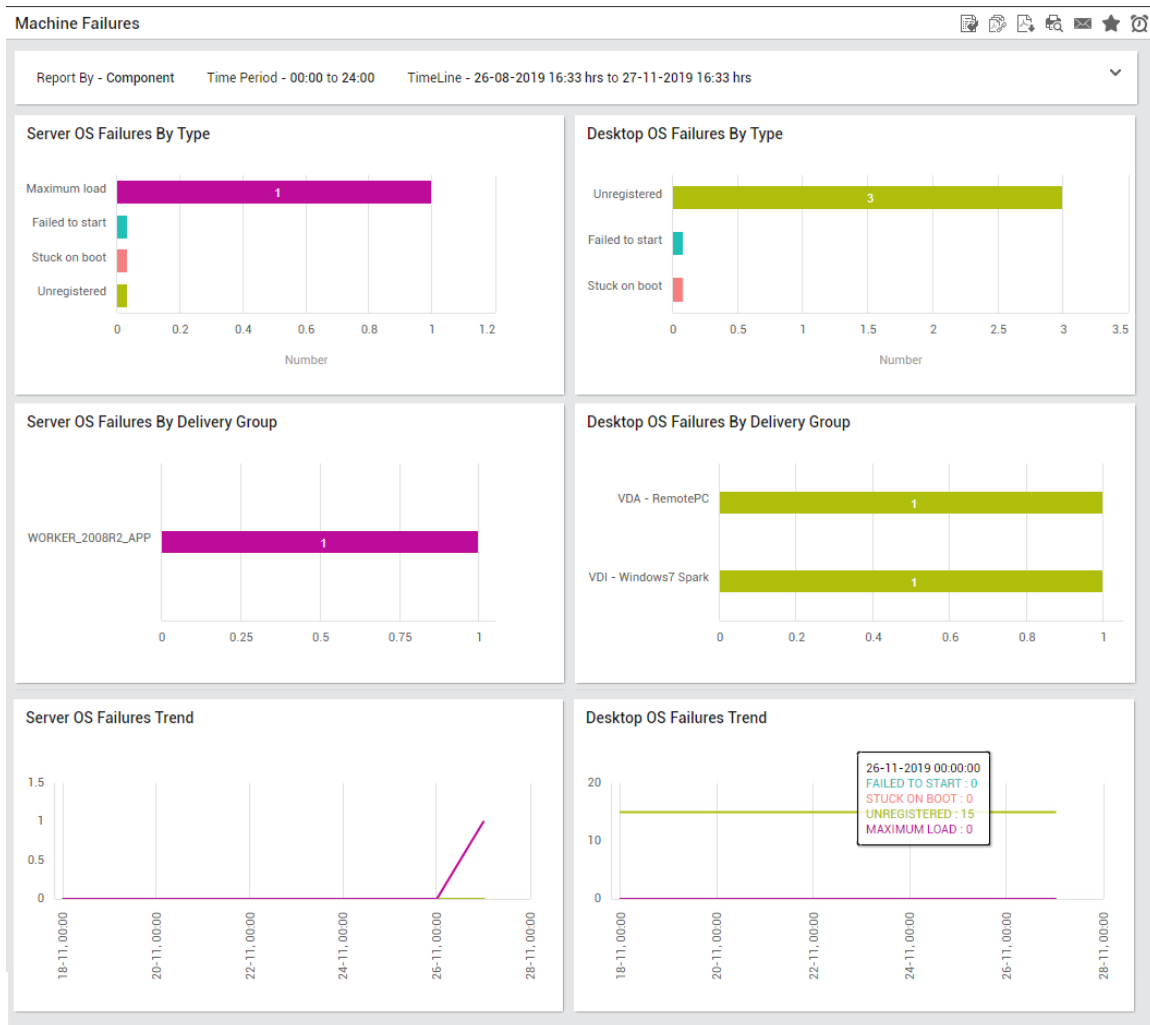 Machine Failures
Report By - Component Time Period - 00:00 to 24:00 TimeLine - 26-08-2019 16:33 hrs to 27-11-2019 16:33 hrs
Server OS Failures By Type
Maximum load
1
Failed to start
Stuck on boot
Unregistered
0 0.2 0.4 0.6 0.8 1 1.2
Number
Desktop OS Failures By Type
Unregistered
3
Failed to start
Stuck on boot
0 0.5 1 1.5 2 2.5 3 3.5
Number
Server OS Failures By Delivery Group
WORKER_2008R2_APP
1
0 0.25 0.5 0.75 1
Desktop OS Failures By Delivery Group
VDA - RemotePC
1
VDI - Windows7 Spark
1
0 0.2 0.4 0.6 0.8 1
Server OS Failures Trend
1.5
1
0.5
0
18-11, 00:00
20-11, 00:00
22-11, 00:00
24-11, 00:00
26-11, 00:00
28-11, 00:00
Desktop OS Failures Trend
26-11-2019 00:00:00
FAILED TO START : 0
STUCK ON BOOT : 0
UNREGISTERED : 15
MAXIMUM LOAD : 0
20
10
0
18-11, 00:00
20-11, 00:00
22-11, 00:00
24-11, 00:00
26-11, 00:00
28-11, 00:00